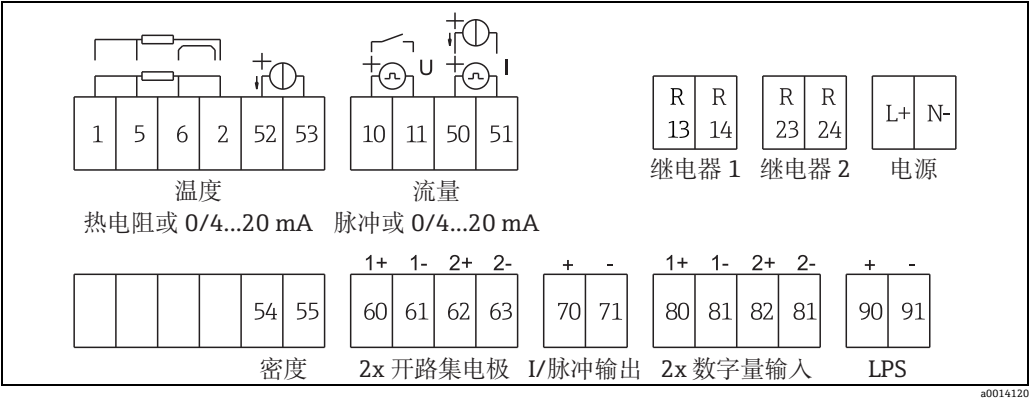 + + + U + I
1 5 6 2 52 53 10 11 50 51 R 13 R 14 R 23 R 24 L+ N-
继电器 1 继电器 2 电源
温度 流量
热电阻或 0/4...20 mA 脉冲或 0/4...20 mA
1+ 1- 2+ 2- + - 1+ 1- 2+ 2- + -
54 55 60 61 62 63 70 71 80 81 82 81 90 91
密度 2x 开路集电极 I/脉冲输出 2x 数字量输入 LPS
a0014120